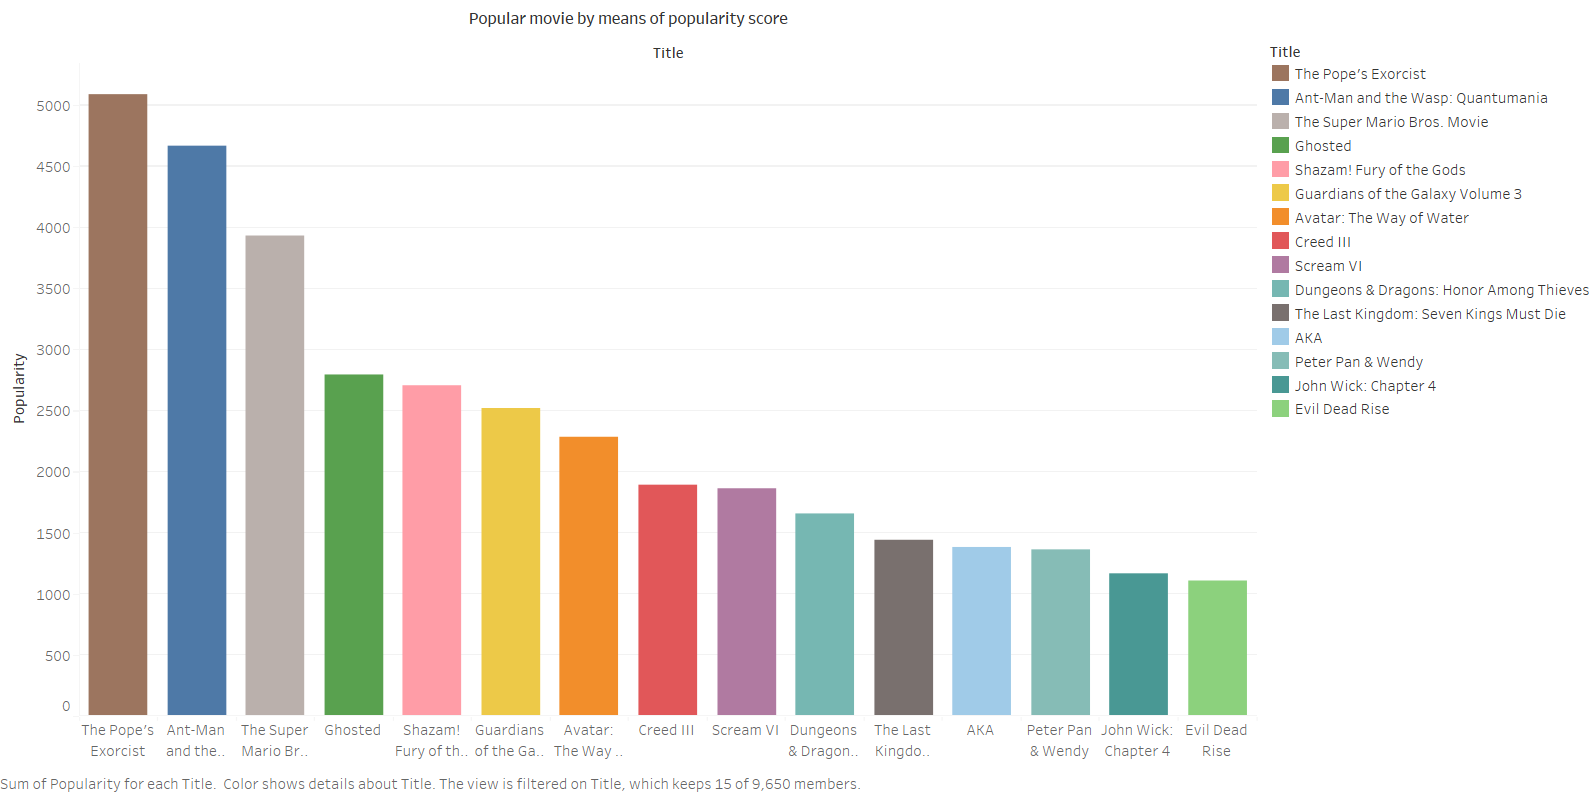 Popular movie by means of popularity score
Title
Popularity
5000
4500
4000
3500
3000
2500
2000
1500
1000
500
0
The Pope's Exorcist
Ant-Man and the..
The Super Mario Br..
Ghosted
Shazam! Fury of th..
Guardians of the Ga..
Avatar: The Way ..
Creed III
Scream VI
Dungeons & Dragon..
The Last Kingdo..
AKA
Peter Pan & Wendy
John Wick: Chapter 4
Evil Dead Rise
Title
The Pope's Exorcist
Ant-Man and the Wasp: Quantumania
The Super Mario Bros. Movie
Ghosted
Shazam! Fury of the Gods
Guardians of the Galaxy Volume 3
Avatar: The Way of Water
Creed III
Scream VI
Dungeons & Dragons: Honor Among Thieves
The Last Kingdom: Seven Kings Must Die
AKA
Peter Pan & Wendy
John Wick: Chapter 4
Evil Dead Rise
Sum of Popularity for each Title.  Color shows details about Title. The view is filtered on Title, which keeps 15 of 9,650 members.